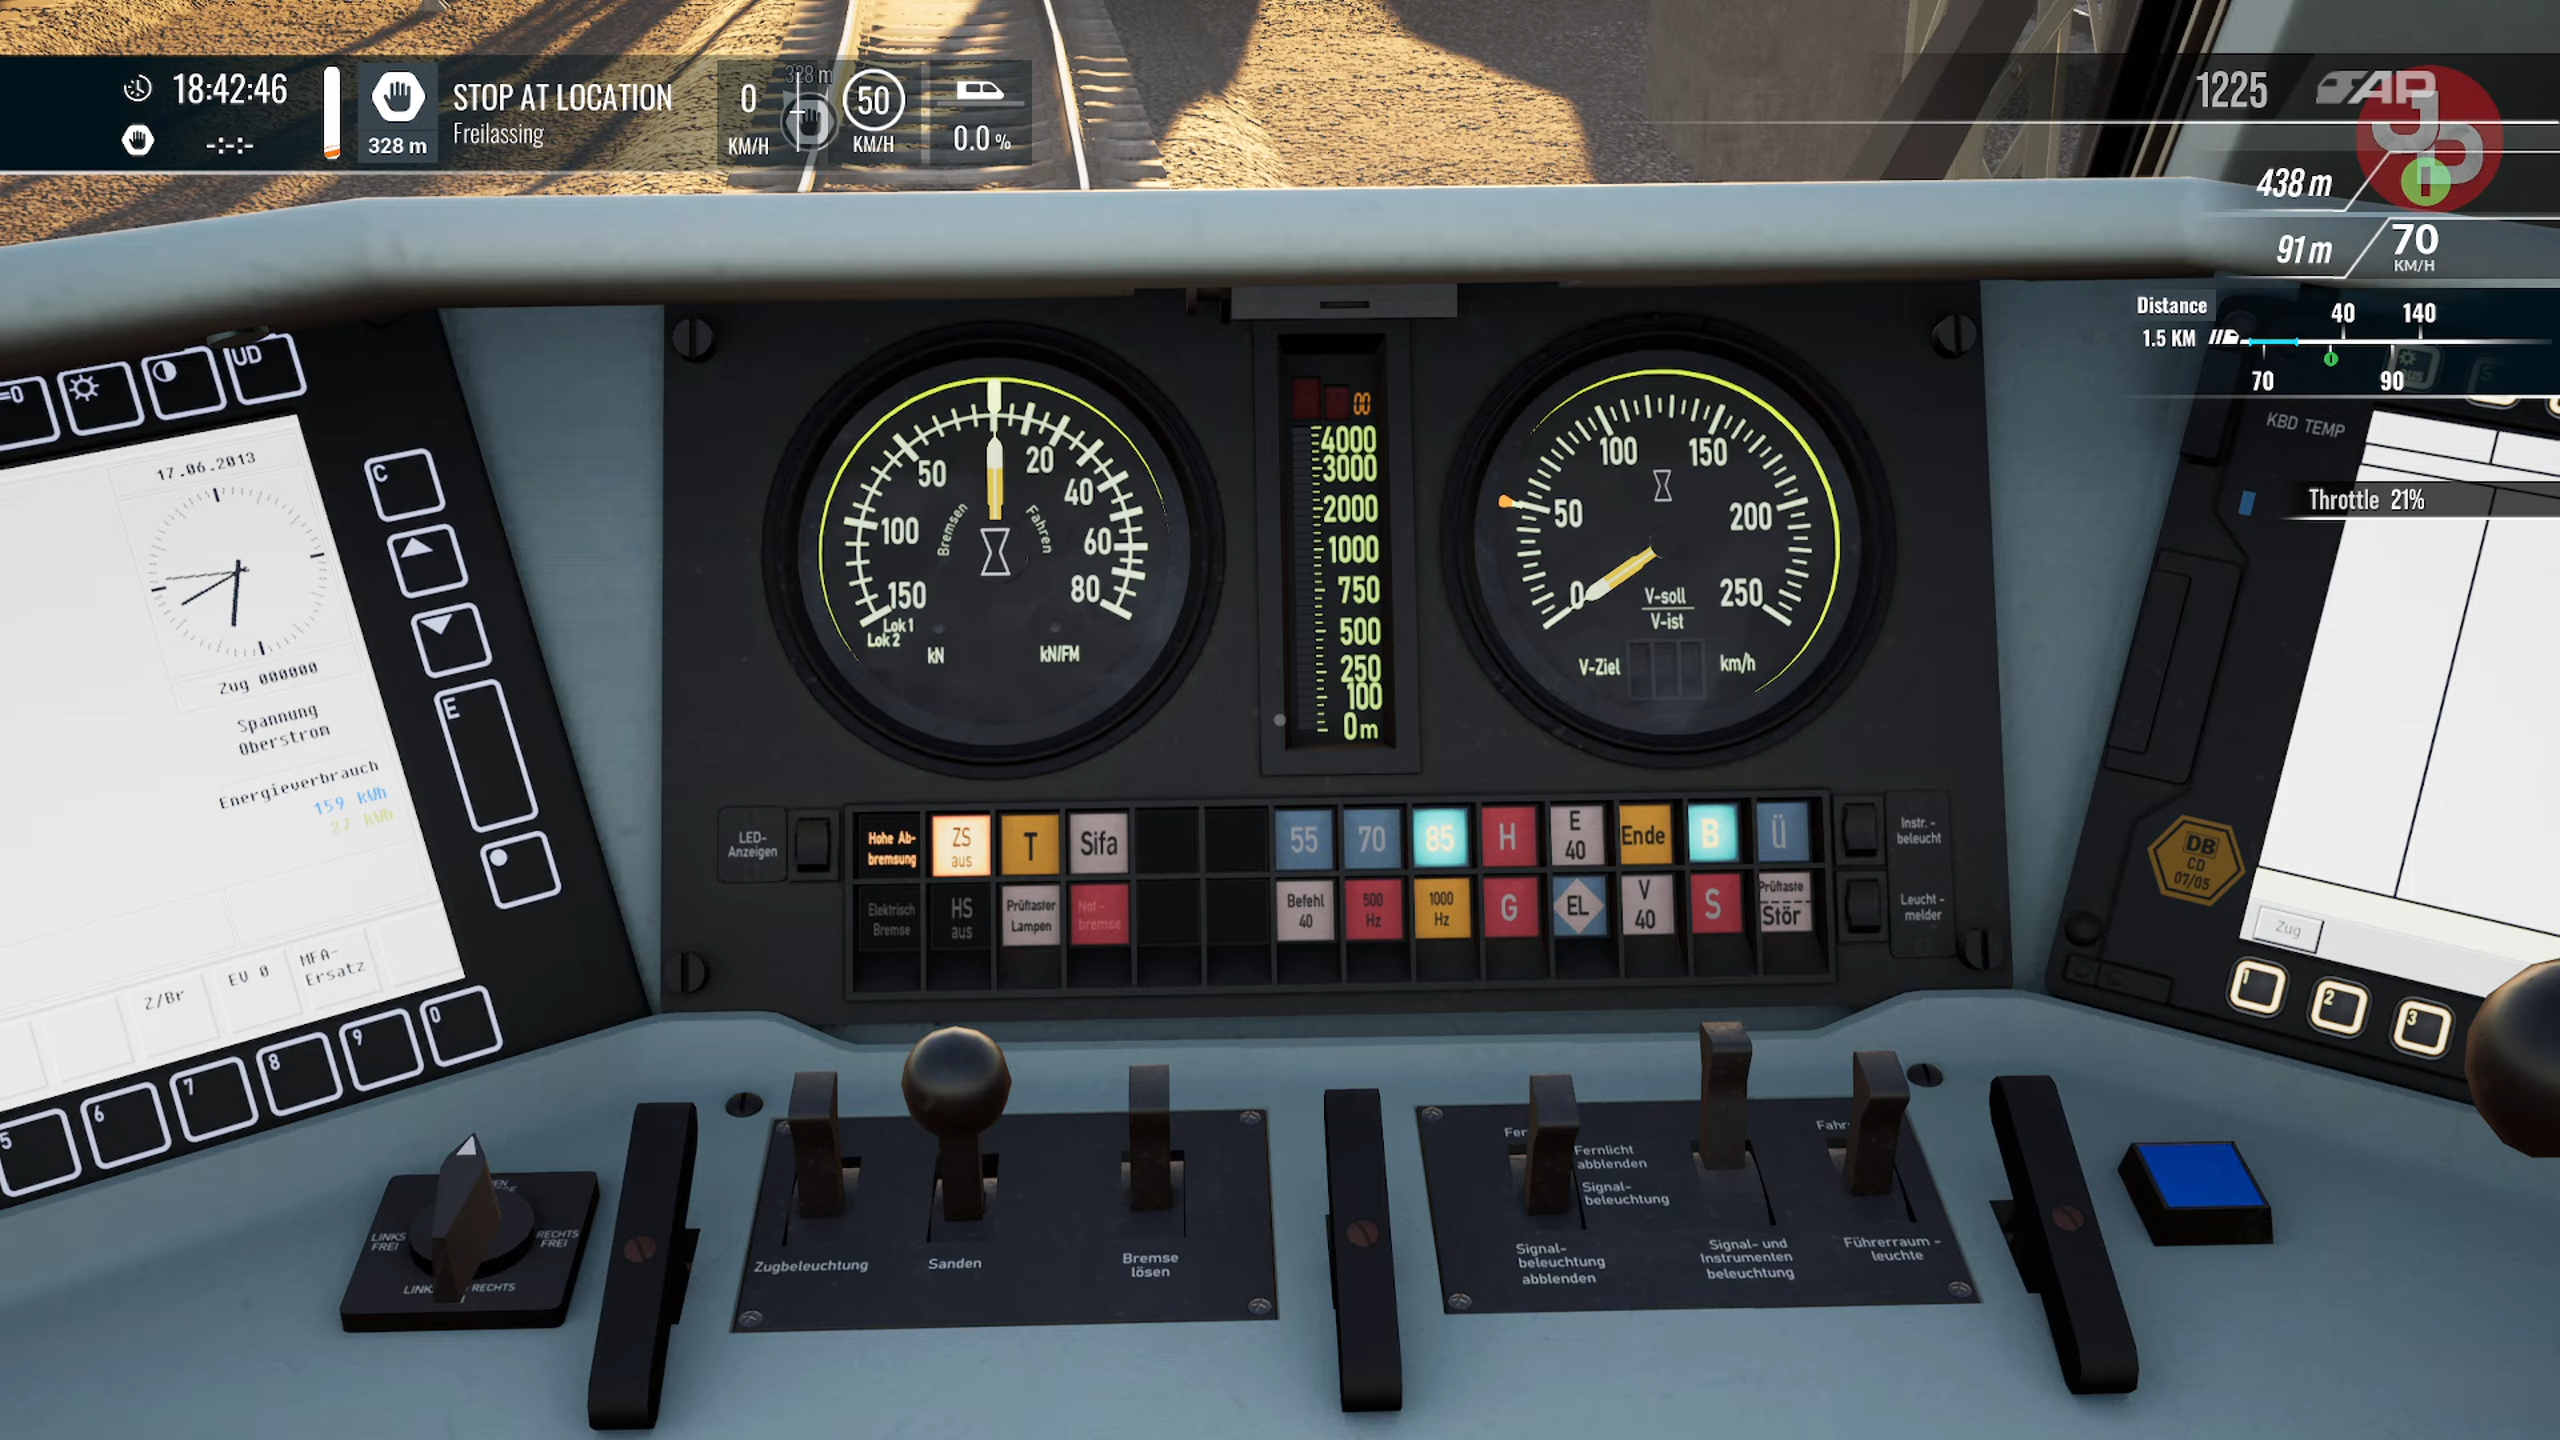 18:42:46
-:-:-
328 m
STOP AT LOCATION
Freilassing
0
KM/H
328 m
50
KM/H
0.0 %
1225
TAP
438 m
91 m
70
KM/H
Distance
1.5 KM
40
140
70
90
KBD TEMP
Throttle 21%
=0
UD
17.06.2013
C
Zug 000000
Spannung
Oberstrom
Energieverbrauch
159 kWh
27 kWh
E
Z/Br
EV 0
MFA-
Ersatz
5
6
7
8
9
0
50
100
150
20
40
60
80
Bremsen
Fahren
Lok 1
Lok 2
kN
kN/FM
00
4000
3000
2000
1000
750
500
250
100
0m
0
50
100
150
200
250
V-soll
V-ist
V-Ziel
km/h
LED-
Anzeigen
Hohe Ab-
bremsung
ZS
aus
T
Sifa
55
70
85
H
E
40
Ende
B
Ü
Instr.-
beleucht
Elektrisch
Bremse
HS
aus
Prüftaster
Lampen
Not-
bremse
Befehl
40
500
Hz
1000
Hz
G
EL
V
40
S
Prüftaste
Stör
Leucht-
melder
DB
CD
07/05
Zug
1
2
3
LINKS
FREI
RECHTS
FREI
LINKS
RECHTS
Zugbeleuchtung
Sanden
Bremse
lösen
Fernlicht
abblenden
Signal-
beleuchtung
Signal-
beleuchtung
abblenden
Signal- und
Instrumenten
beleuchtung
Führerraum-
leuchte